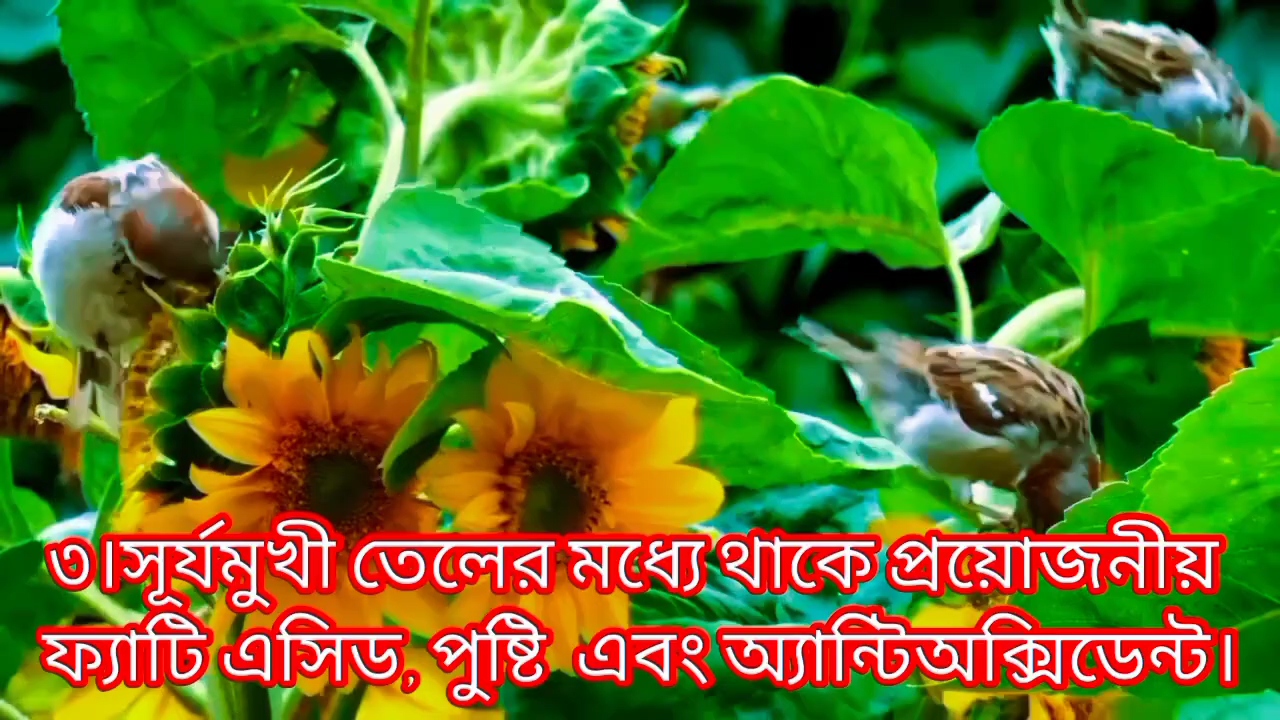 ৩।সূর্যমুখী তেলের মধ্যে থাকে প্রয়োজনীয়
ফ্যাটি এসিড, পুষ্টি এবং অ্যান্টিঅক্সিডেন্ট।